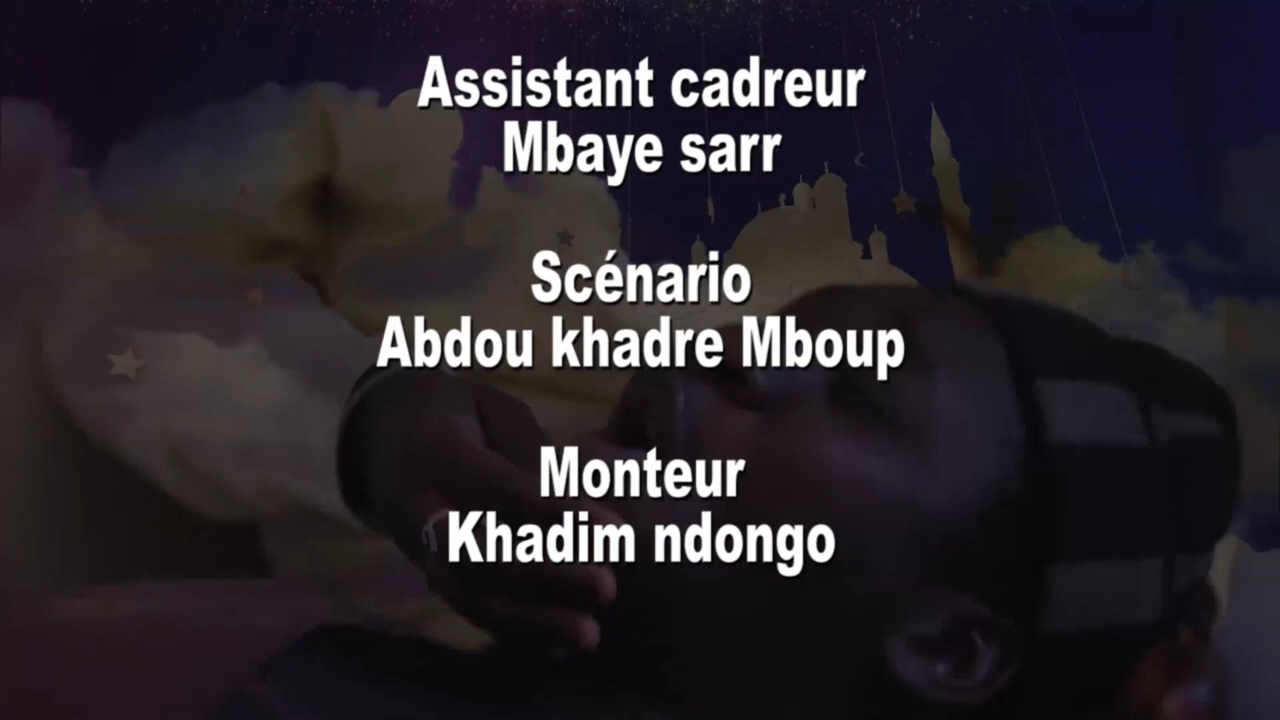 Assistant cadreur
Mbaye sarr
Scénario
Abdou khadre Mboup
Monteur
Khadim ndongo